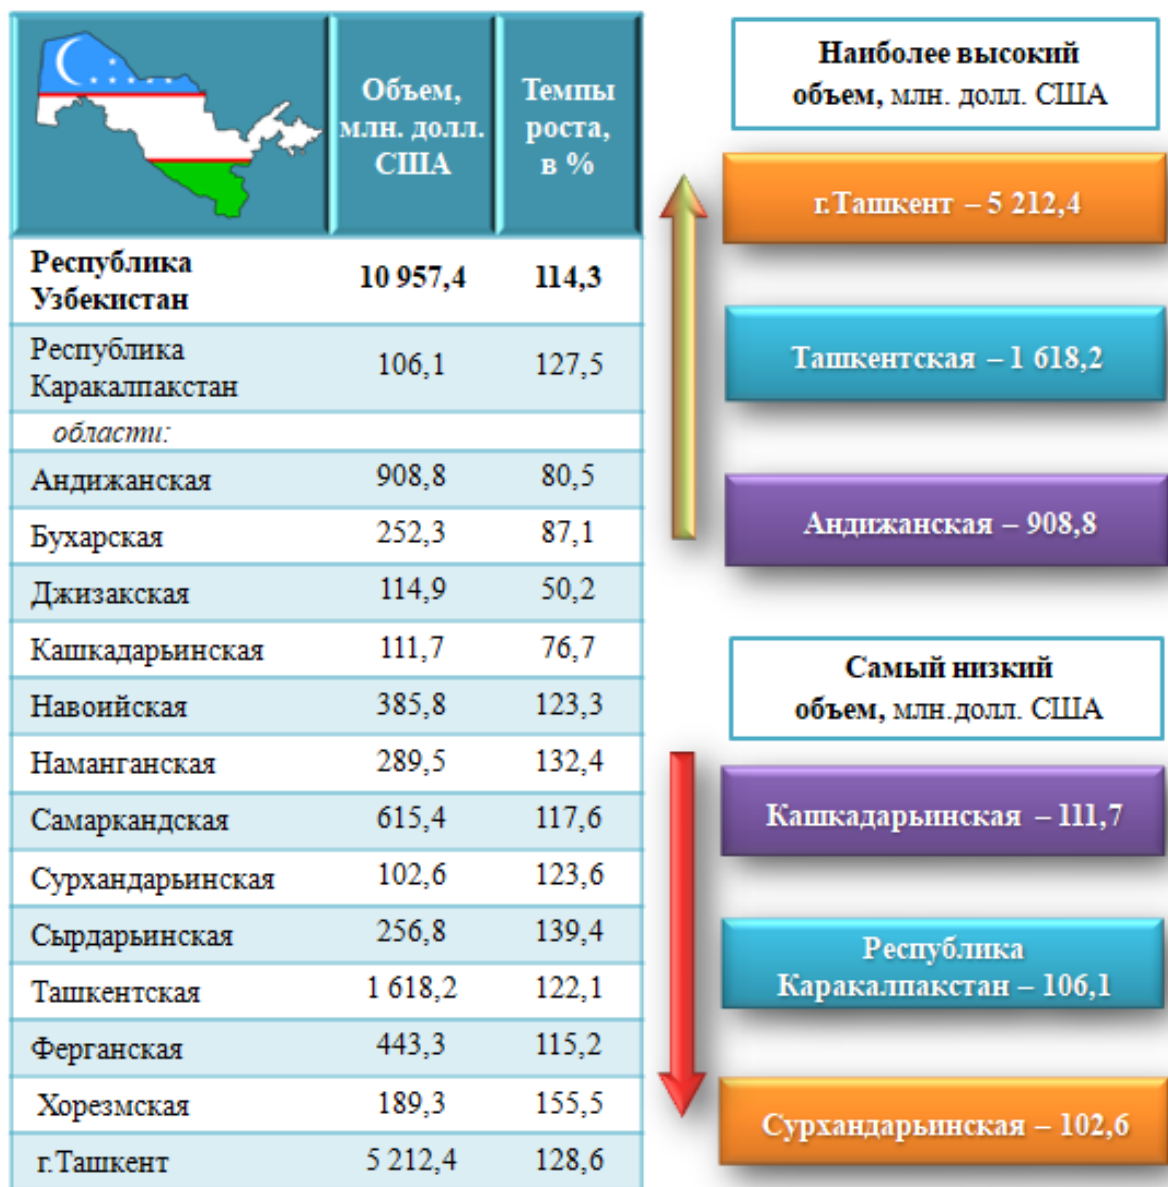 Объем,
млн. долл.
США
Темпы
роста,
в %
Республика
Узбекистан
10 957,4
114,3
Республика
Каракалпакстан
106,1
127,5
области:
Андижанская 908,8 80,5
Бухарская 252,3 87,1
Джизакская 114,9 50,2
Кашкадарьинская 111,7 76,7
Навоийская 385,8 123,3
Наманганская 289,5 132,4
Самаркандская 615,4 117,6
Сурхандарьинская 102,6 123,6
Сырдарьинская 256,8 139,4
Ташкентская 1 618,2 122,1
Ферганская 443,3 115,2
Хорезмская 189,3 155,5
г.Ташкент 5 212,4 128,6
Наиболее высокий
объем, млн. долл. США
г.Ташкент – 5 212,4
Ташкентская – 1 618,2
Андижанская – 908,8
Самый низкий
объем, млн.долл. США
Кашкадарьинская – 111,7
Республика
Каракалпакстан – 106,1
Сурхандарьинская – 102,6